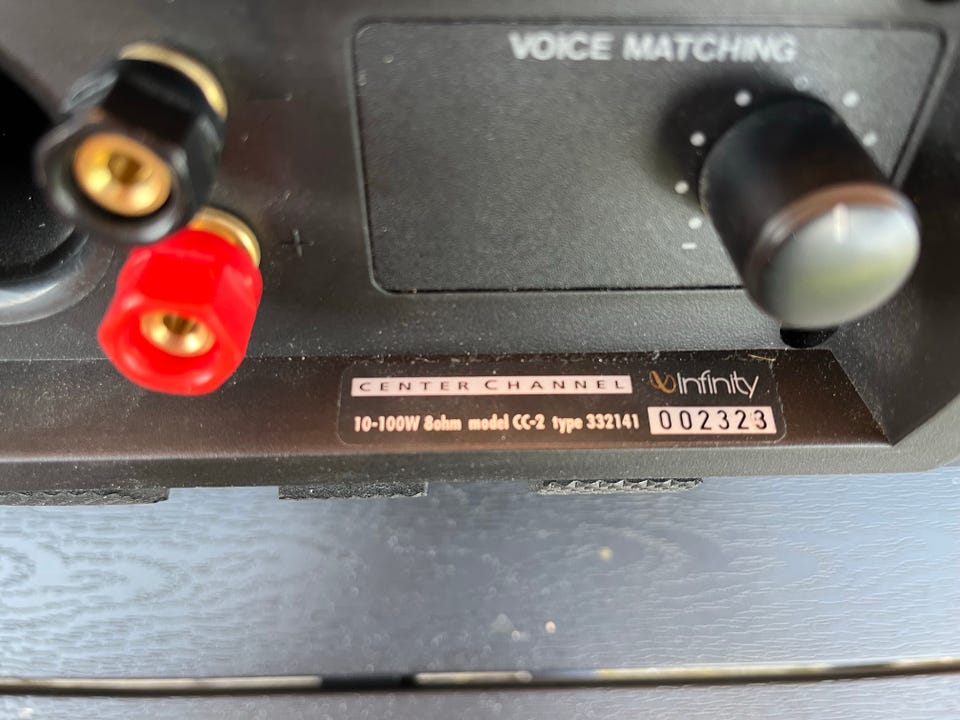 VOICE MATCHING
+
−
CENTER CHANNEL
Infinity
10-100W 8ohm model CC-2 type 332141
002323